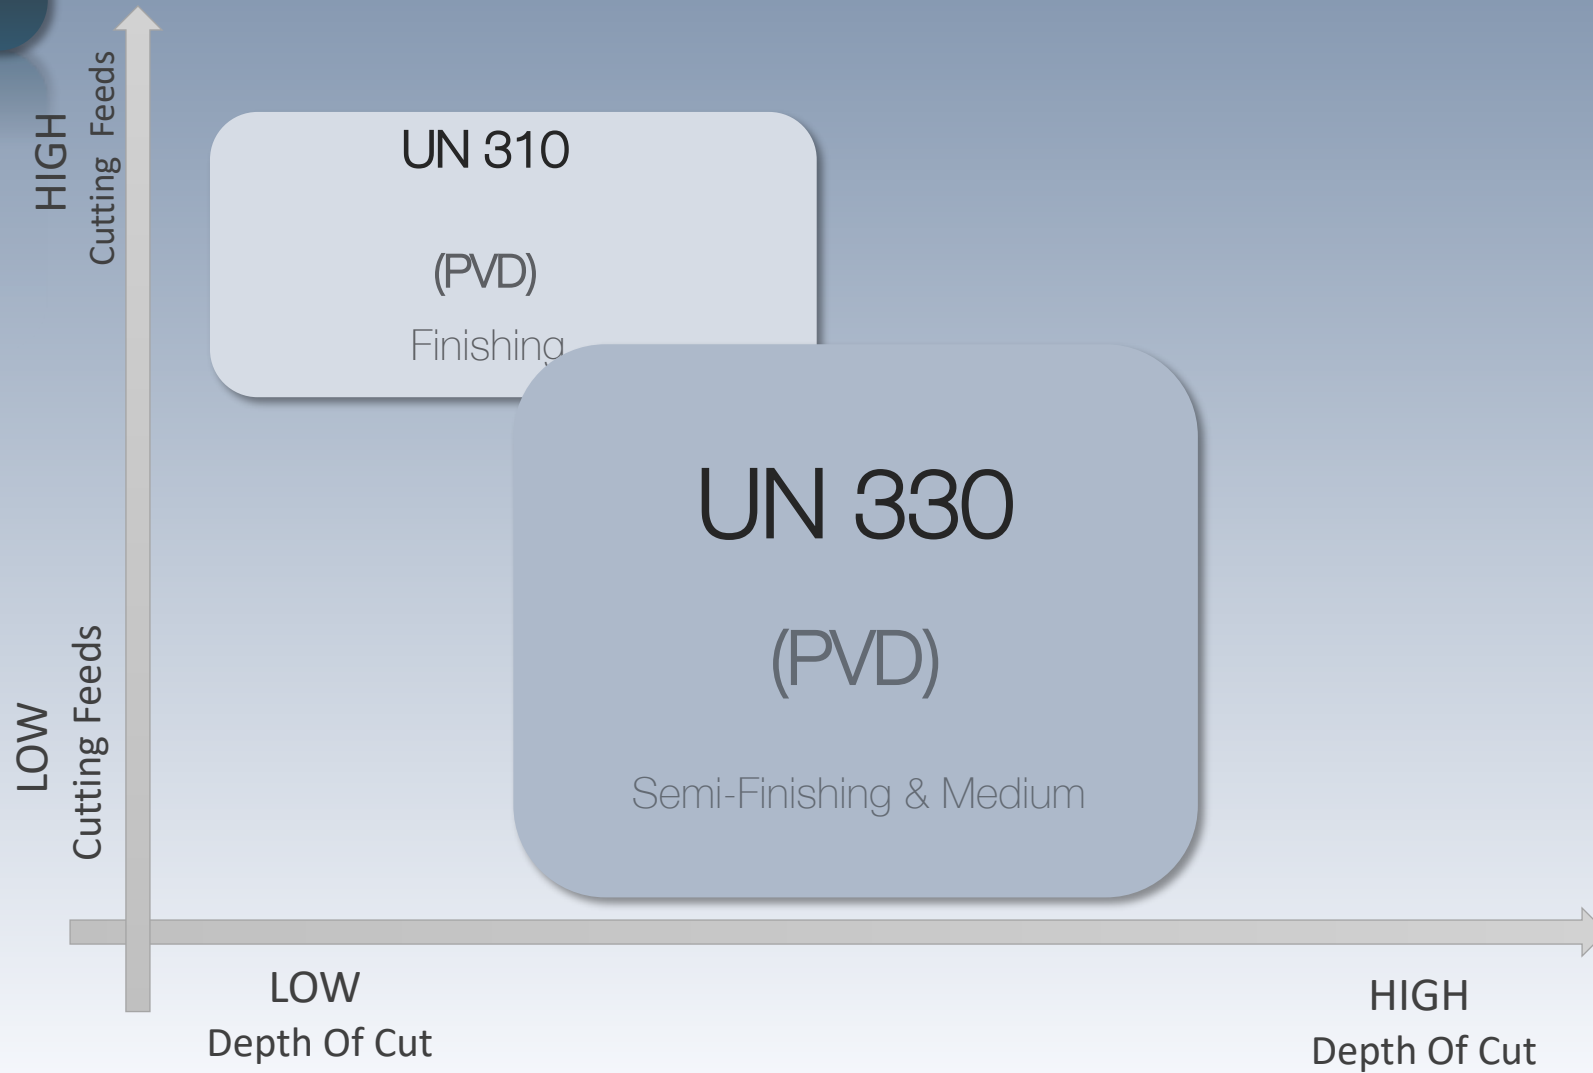 HIGH
Cutting Feeds
UN 310
(PVD)
Finishing
UN 330
(PVD)
Semi-Finishing & Medium
LOW
Cutting Feeds
LOW
Depth Of Cut
HIGH
Depth Of Cut